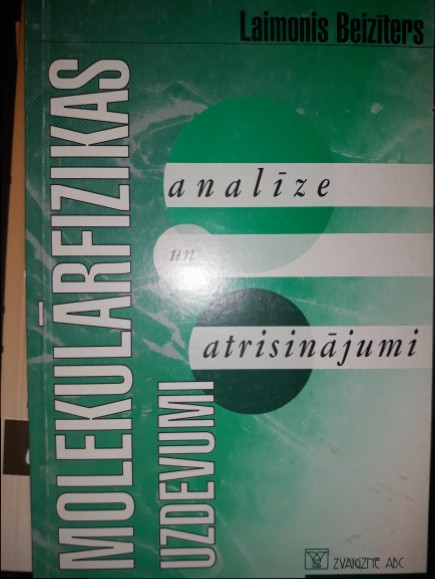 Laimonis Beizīters
MOLEKULĀRFIZIKAS
UZDEVUMI
analīze
un
atrisinājumi
ZVAIGZNE ABC